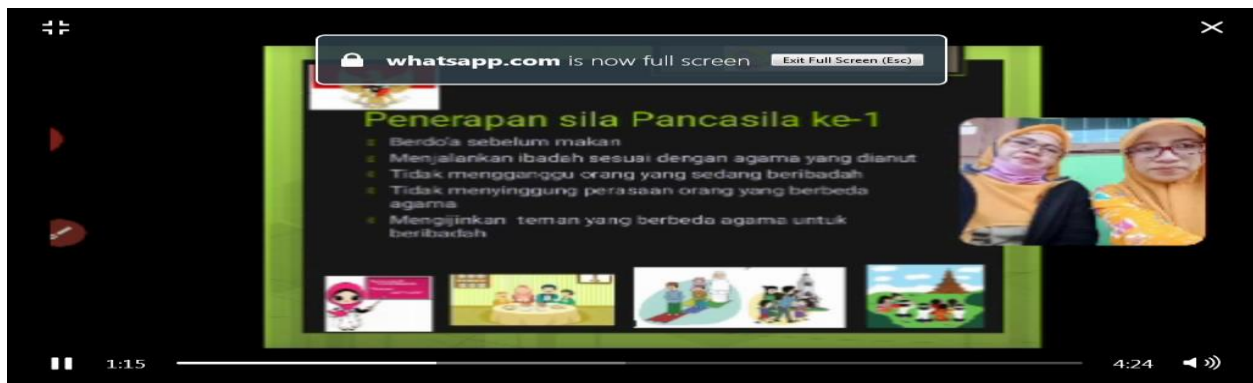 whatsapp.com is now full screen Exit Full Screen (Esc)
Penerapan sila Pancasila ke-1
Berdo'a sebelum makan
Menjalankan ibadah sesuai dengan agama yang dianut
Tidak mengganggu orang yang sedang beribadah
Tidak menyinggung perasaan orang yang berbeda
agama
Mengijinkan teman yang berbeda agama untuk
beribadah
1:15
4:24